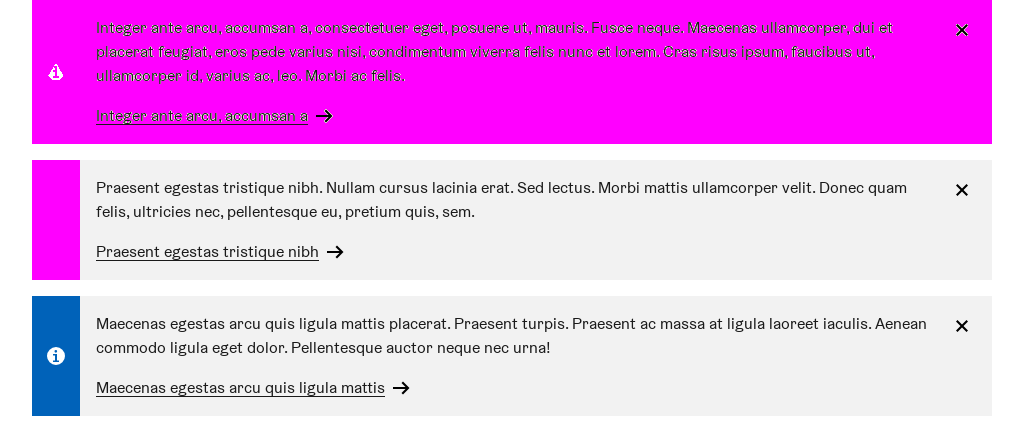 Integer ante arcu, accumsan a, consectetuer eget, posuere ut, mauris. Fusce neque. Maecenas ullamcorper, dui et
placerat feugiat, eros pede varius nisi, condimentum viverra felis nunc et lorem. Cras risus ipsum, faucibus ut,
ullamcorper id, varius ac, leo. Morbi ac felis.
Integer ante arcu, accumsan a
Praesent egestas tristique nibh. Nullam cursus lacinia erat. Sed lectus. Morbi mattis ullamcorper velit. Donec quam
felis, ultricies nec, pellentesque eu, pretium quis, sem.
Praesent egestas tristique nibh
Maecenas egestas arcu quis ligula mattis placerat. Praesent turpis. Praesent ac massa at ligula laoreet iaculis. Aenean
commodo ligula eget dolor. Pellentesque auctor neque nec urna!
Maecenas egestas arcu quis ligula mattis